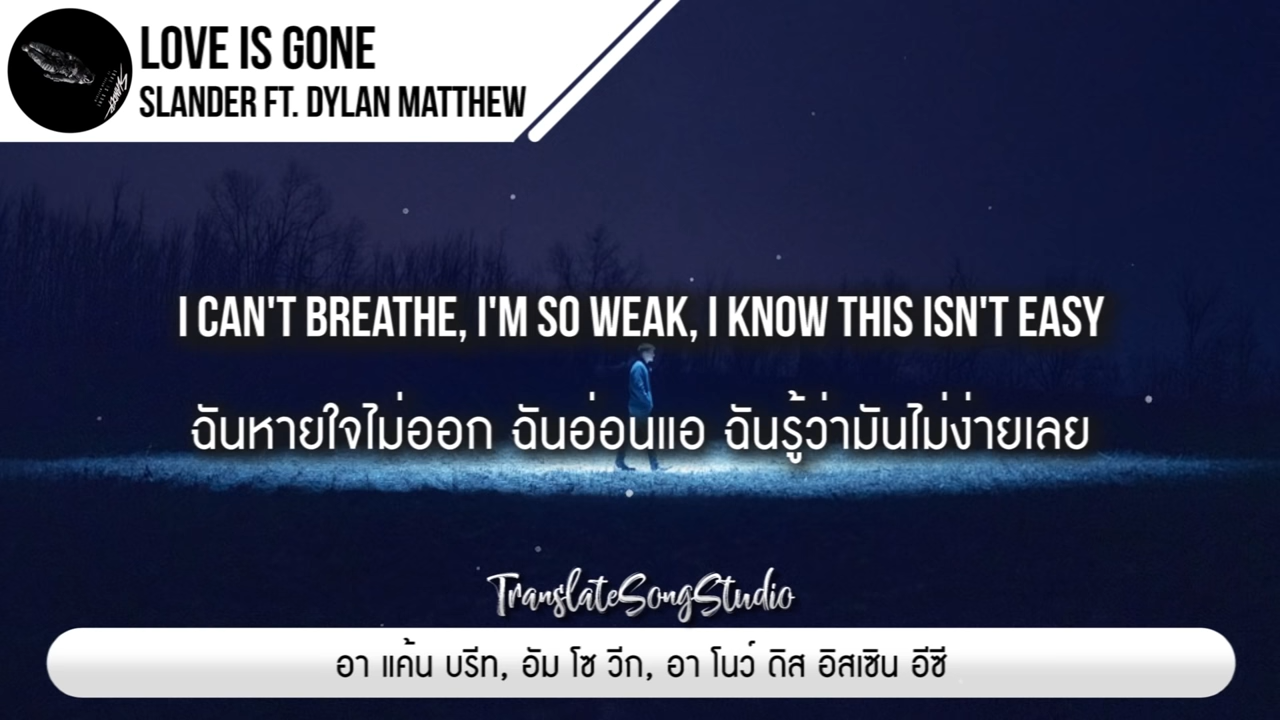 LOVE IS GONE
SLANDER FT. DYLAN MATTHEW
I CAN'T BREATHE, I'M SO WEAK, I KNOW THIS ISN'T EASY
ฉันหายใจไม่ออก ฉันอ่อนแอ ฉันรู้ว่ามันไม่ง่ายเลย
TranslateSongStudio
อา แค้น บรีท, อัม โซ วีก, อา โนว์ ดิส อิสเซิน อีซี